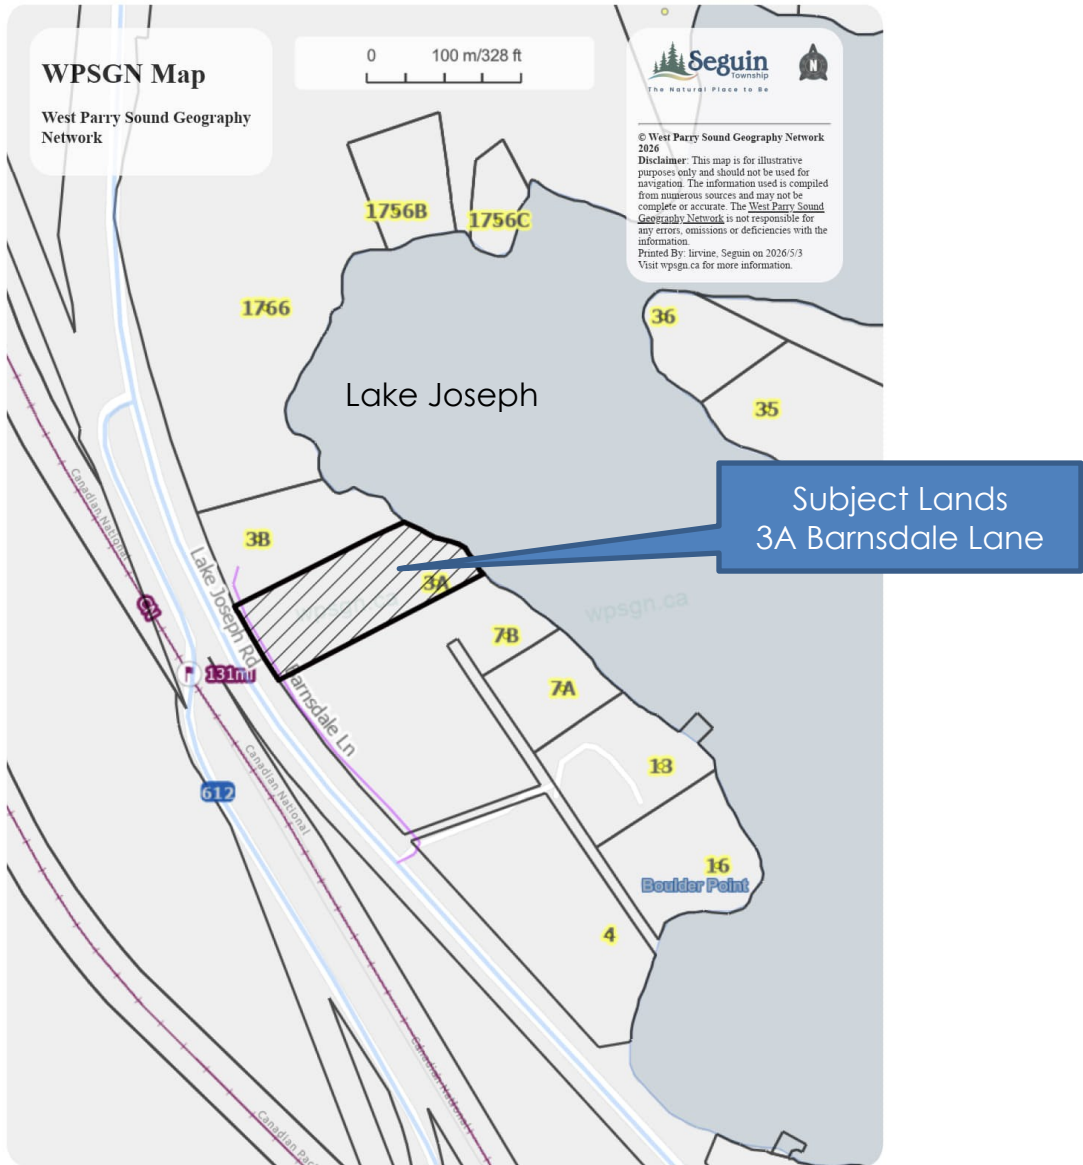 WPSGN Map
West Parry Sound Geography
Network
0 100 m/328 ft
Seguin
Township
The Natural Place to Be
N
© West Parry Sound Geography Network
2026
Disclaimer: This map is for illustrative
purposes only and should not be used for
navigation. The information used is compiled
from numerous sources and may not be
complete or accurate. The West Parry Sound
Geography Network is not responsible for
any errors, omissions or deficiencies with the
information.
Printed By: lirvine, Seguin on 2026/5/3
Visit wpsgn.ca for more information.
1756B
1756C
1766
36
Lake Joseph
35
Canadian National
Subject Lands
3A Barnsdale Lane
3B
Lake Joseph Rd
3A
wpsgn.ca
wpsgn.ca
CN
7B
131mi
7A
Barnsdale Ln
13
Canadian National
612
16
Boulder Point
4
Canadian National
Canadian